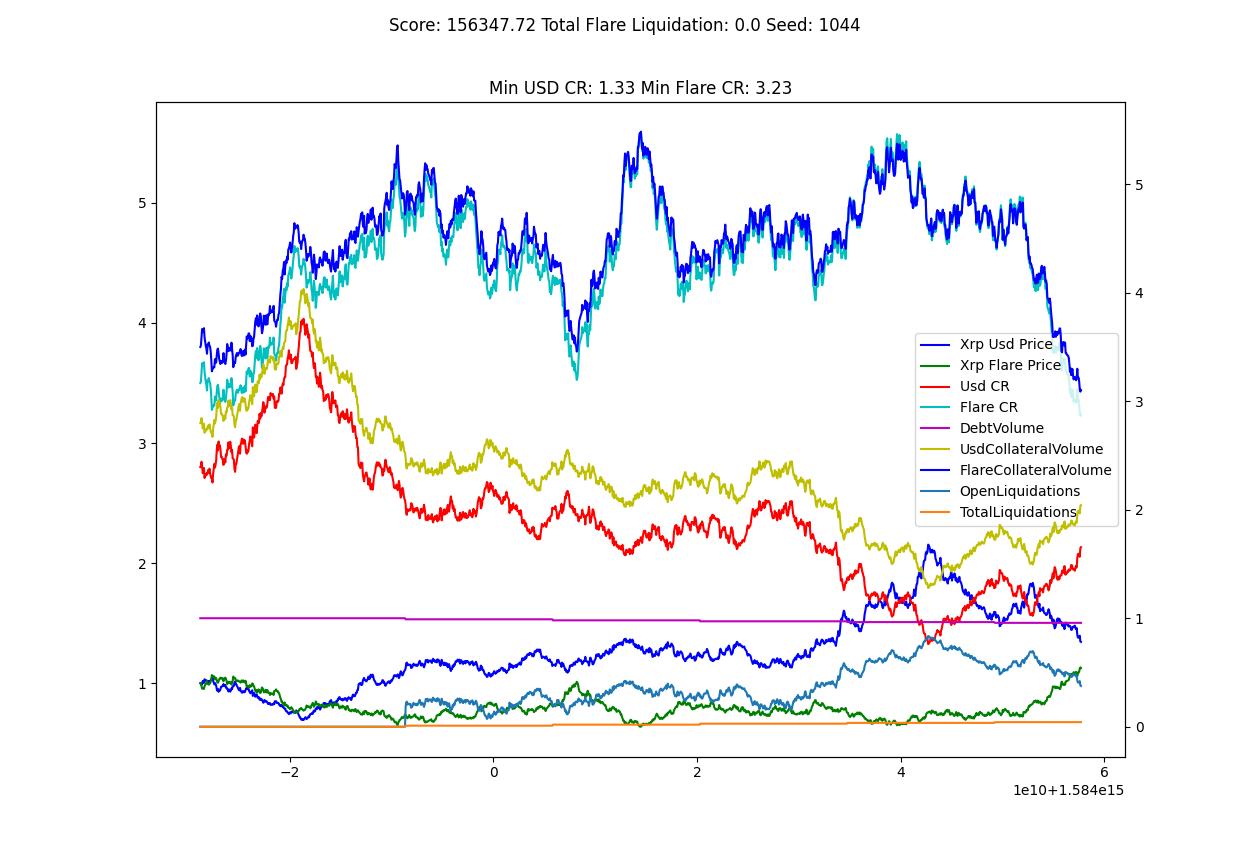 Score: 156347.72 Total Flare Liquidation: 0.0 Seed: 1044
Min USD CR: 1.33 Min Flare CR: 3.23
5
4
3
2
1
5
4
3
2
1
0
Xrp Usd Price
Xrp Flare Price
Usd CR
Flare CR
DebtVolume
UsdCollateralVolume
FlareCollateralVolume
OpenLiquidations
TotalLiquidations
−2
0
2
4
6
1e10+1.584e15